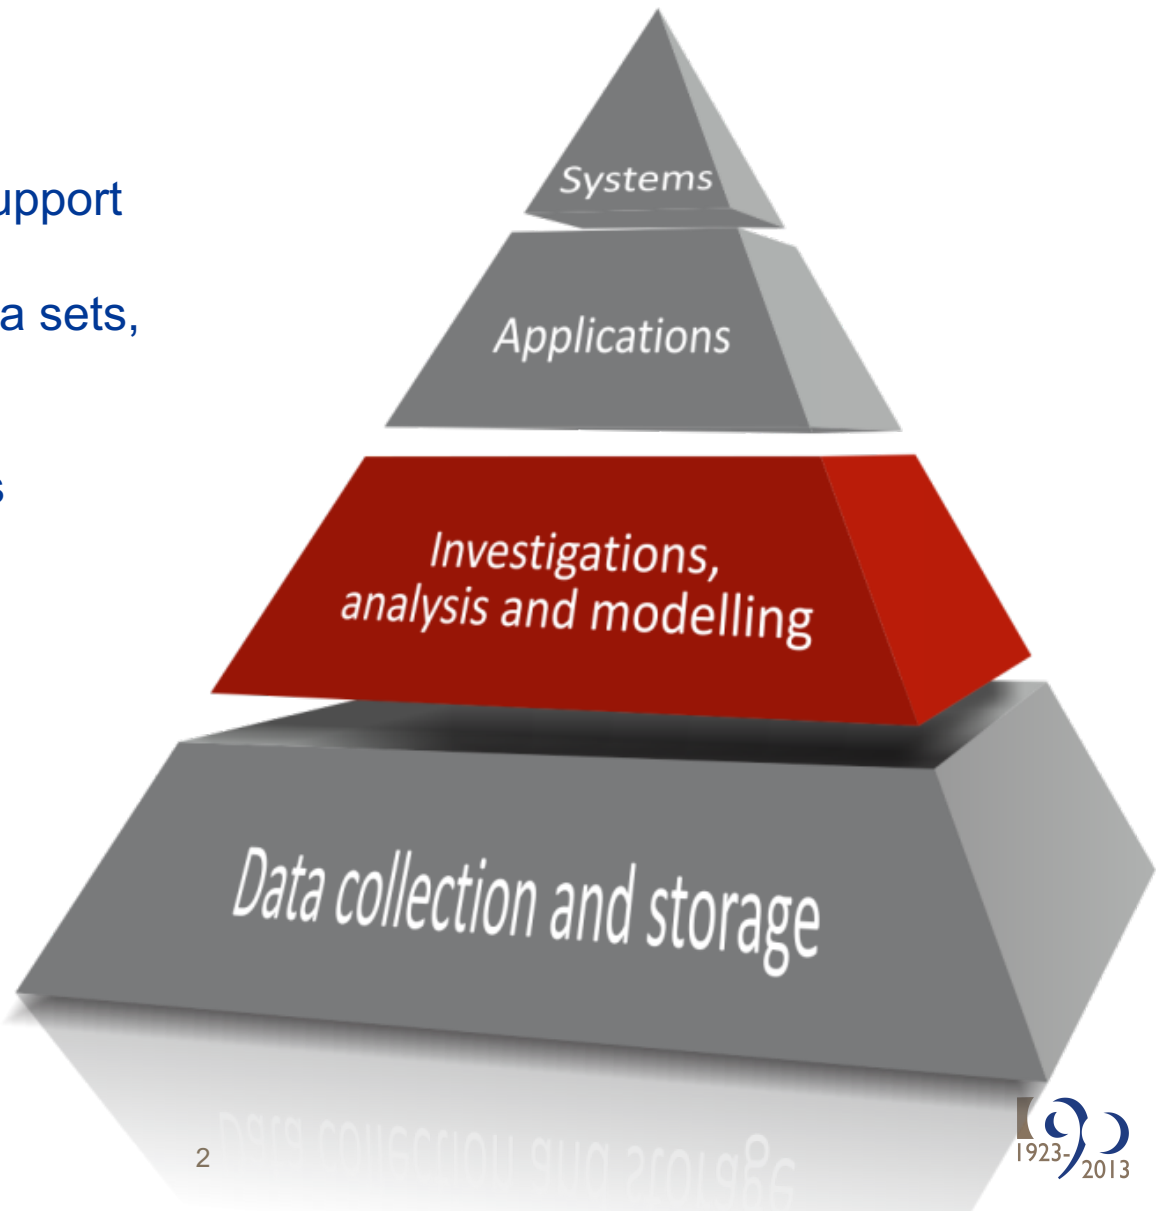 upport
a sets,
s
Systems
Applications
Investigations,
analysis and modelling
Data collection and storage
2
1923-
2013